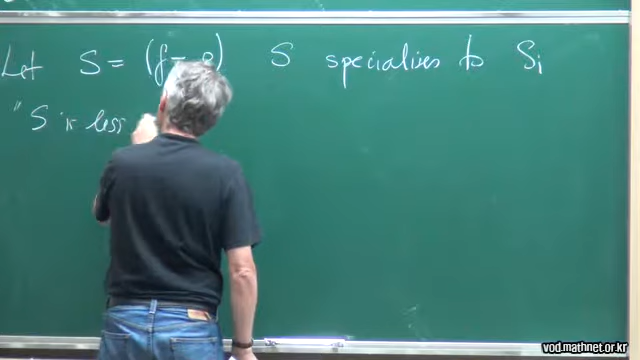 Let S = (f = 0) S specializes to Si
"S is less
vod.mathnet.or.kr